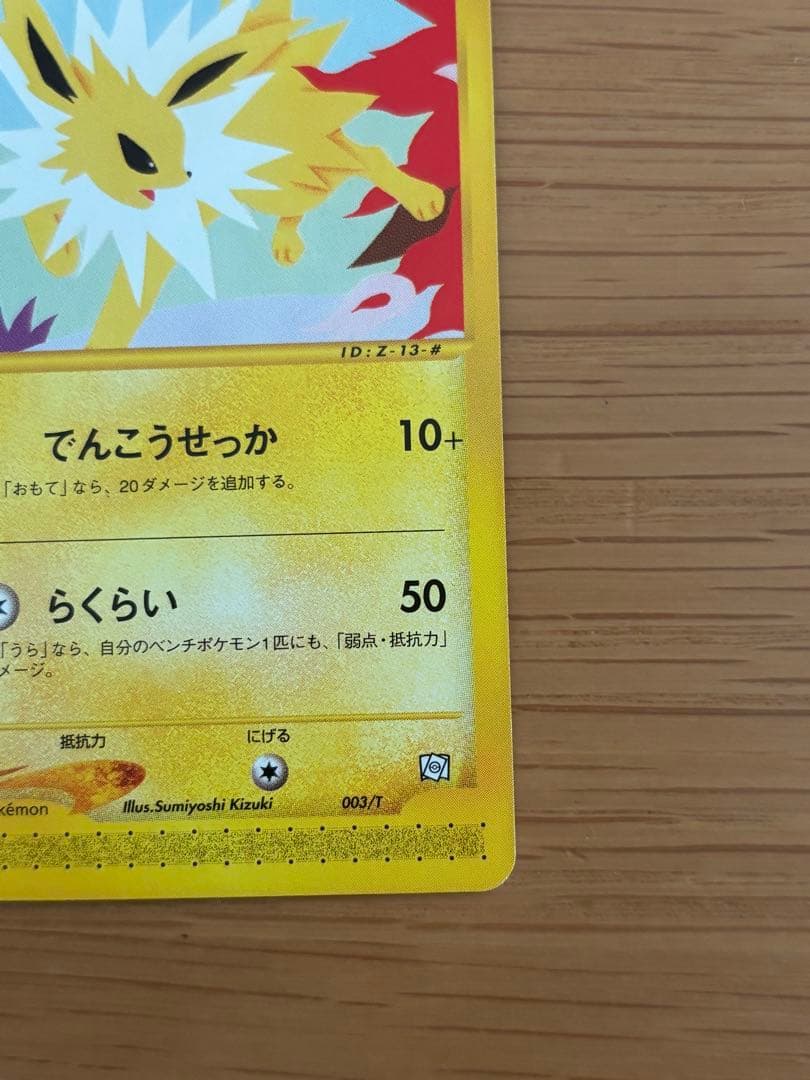 ID:Z-13-#
でんこうせっか 10+
「おもて」なら、20ダメージを追加する。
らくらい 50
「うら」なら、自分のベンチポケモン1匹にも、「弱点・抵抗力」
メージ。
抵抗力 にげる
kémon Illus.Sumiyoshi Kizuki 003/T